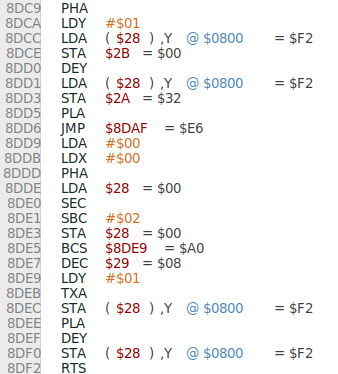 8DC9 PHA
8DCA LDY #$01
8DCC LDA ( $28 ) ,Y @ $0800 = $F2
8DCE STA $2B = $00
8DD0 DEY
8DD1 LDA ( $28 ) ,Y @ $0800 = $F2
8DD3 STA $2A = $32
8DD5 PLA
8DD6 JMP $8DAF = $E6
8DD9 LDA #$00
8DDB LDX #$00
8DDD PHA
8DDE LDA $28 = $00
8DE0 SEC
8DE1 SBC #$02
8DE3 STA $28 = $00
8DE5 BCS $8DE9 = $A0
8DE7 DEC $29 = $08
8DE9 LDY #$01
8DEB TXA
8DEC STA ( $28 ) ,Y @ $0800 = $F2
8DEE PLA
8DEF DEY
8DF0 STA ( $28 ) ,Y @ $0800 = $F2
8DF2 RTS